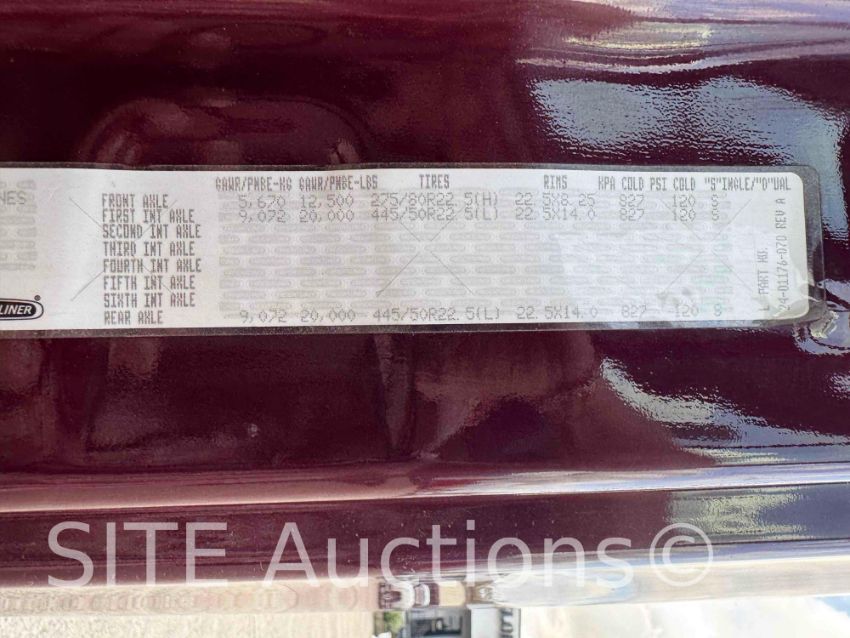 GAWR/PNBE-KG GAWR/PNBE-LBS TIRES RIMS KPA COLD PSI COLD "S"INGLE/"D"UAL
NES
FRONT AXLE 5,670 12,500 275/80R22.5(H) 22.5X8.25 827 120 S
FIRST INT AXLE 9,072 20,000 445/50R22.5(L) 22.5X14.0 827 120 S
SECOND INT AXLE
THIRD INT AXLE
FOURTH INT AXLE
FIFTH INT AXLE
SIXTH INT AXLE
REAR AXLE 9,072 20,000 445/50R22.5(L) 22.5X14.0 827 120 S
LINER®
PART NO.
24-01176-070 REV A
SITE Auctions©